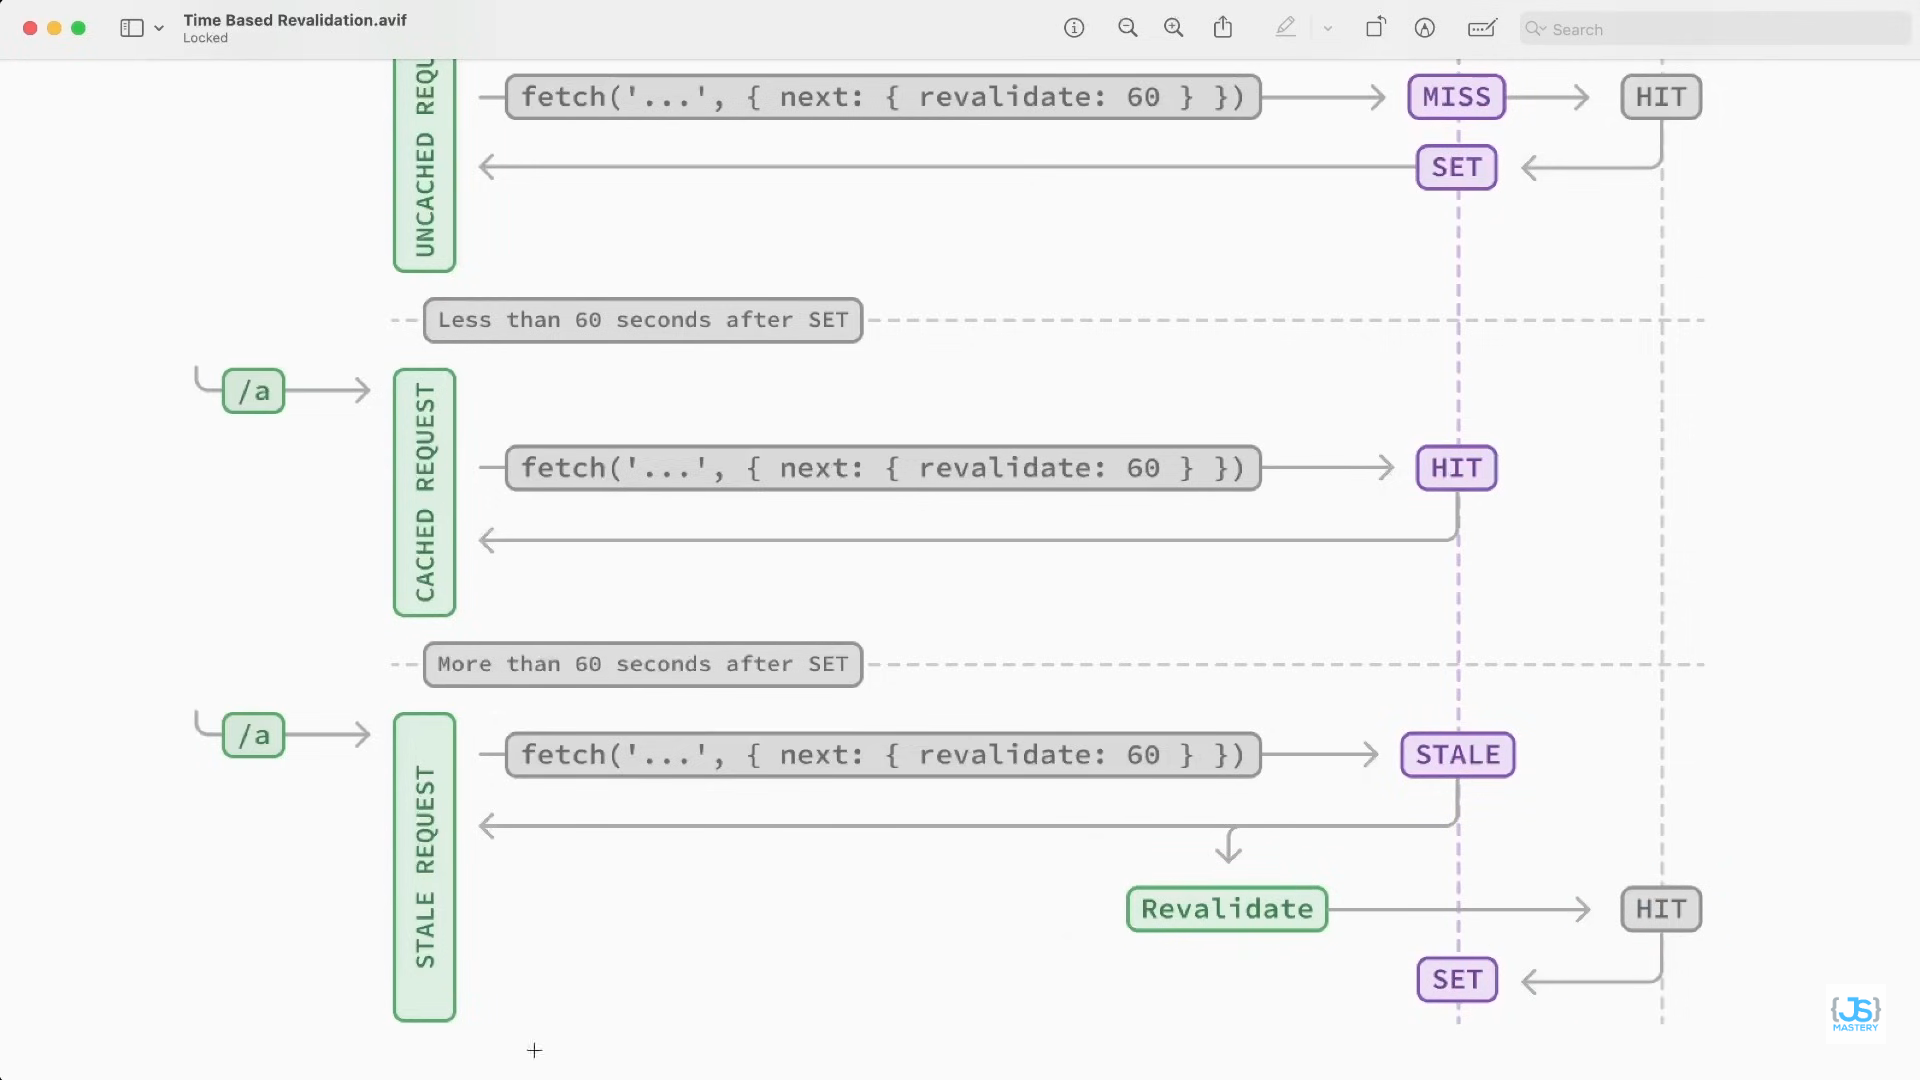 Time Based Revalidation.avif
Locked
Search
UNCACHED REQU
fetch('...', { next: { revalidate: 60 } })
MISS
HIT
SET
Less than 60 seconds after SET
/a
CACHED REQUEST
fetch('...', { next: { revalidate: 60 } })
HIT
More than 60 seconds after SET
/a
STALE REQUEST
fetch('...', { next: { revalidate: 60 } })
STALE
Revalidate
HIT
SET
{JS}
MASTERY